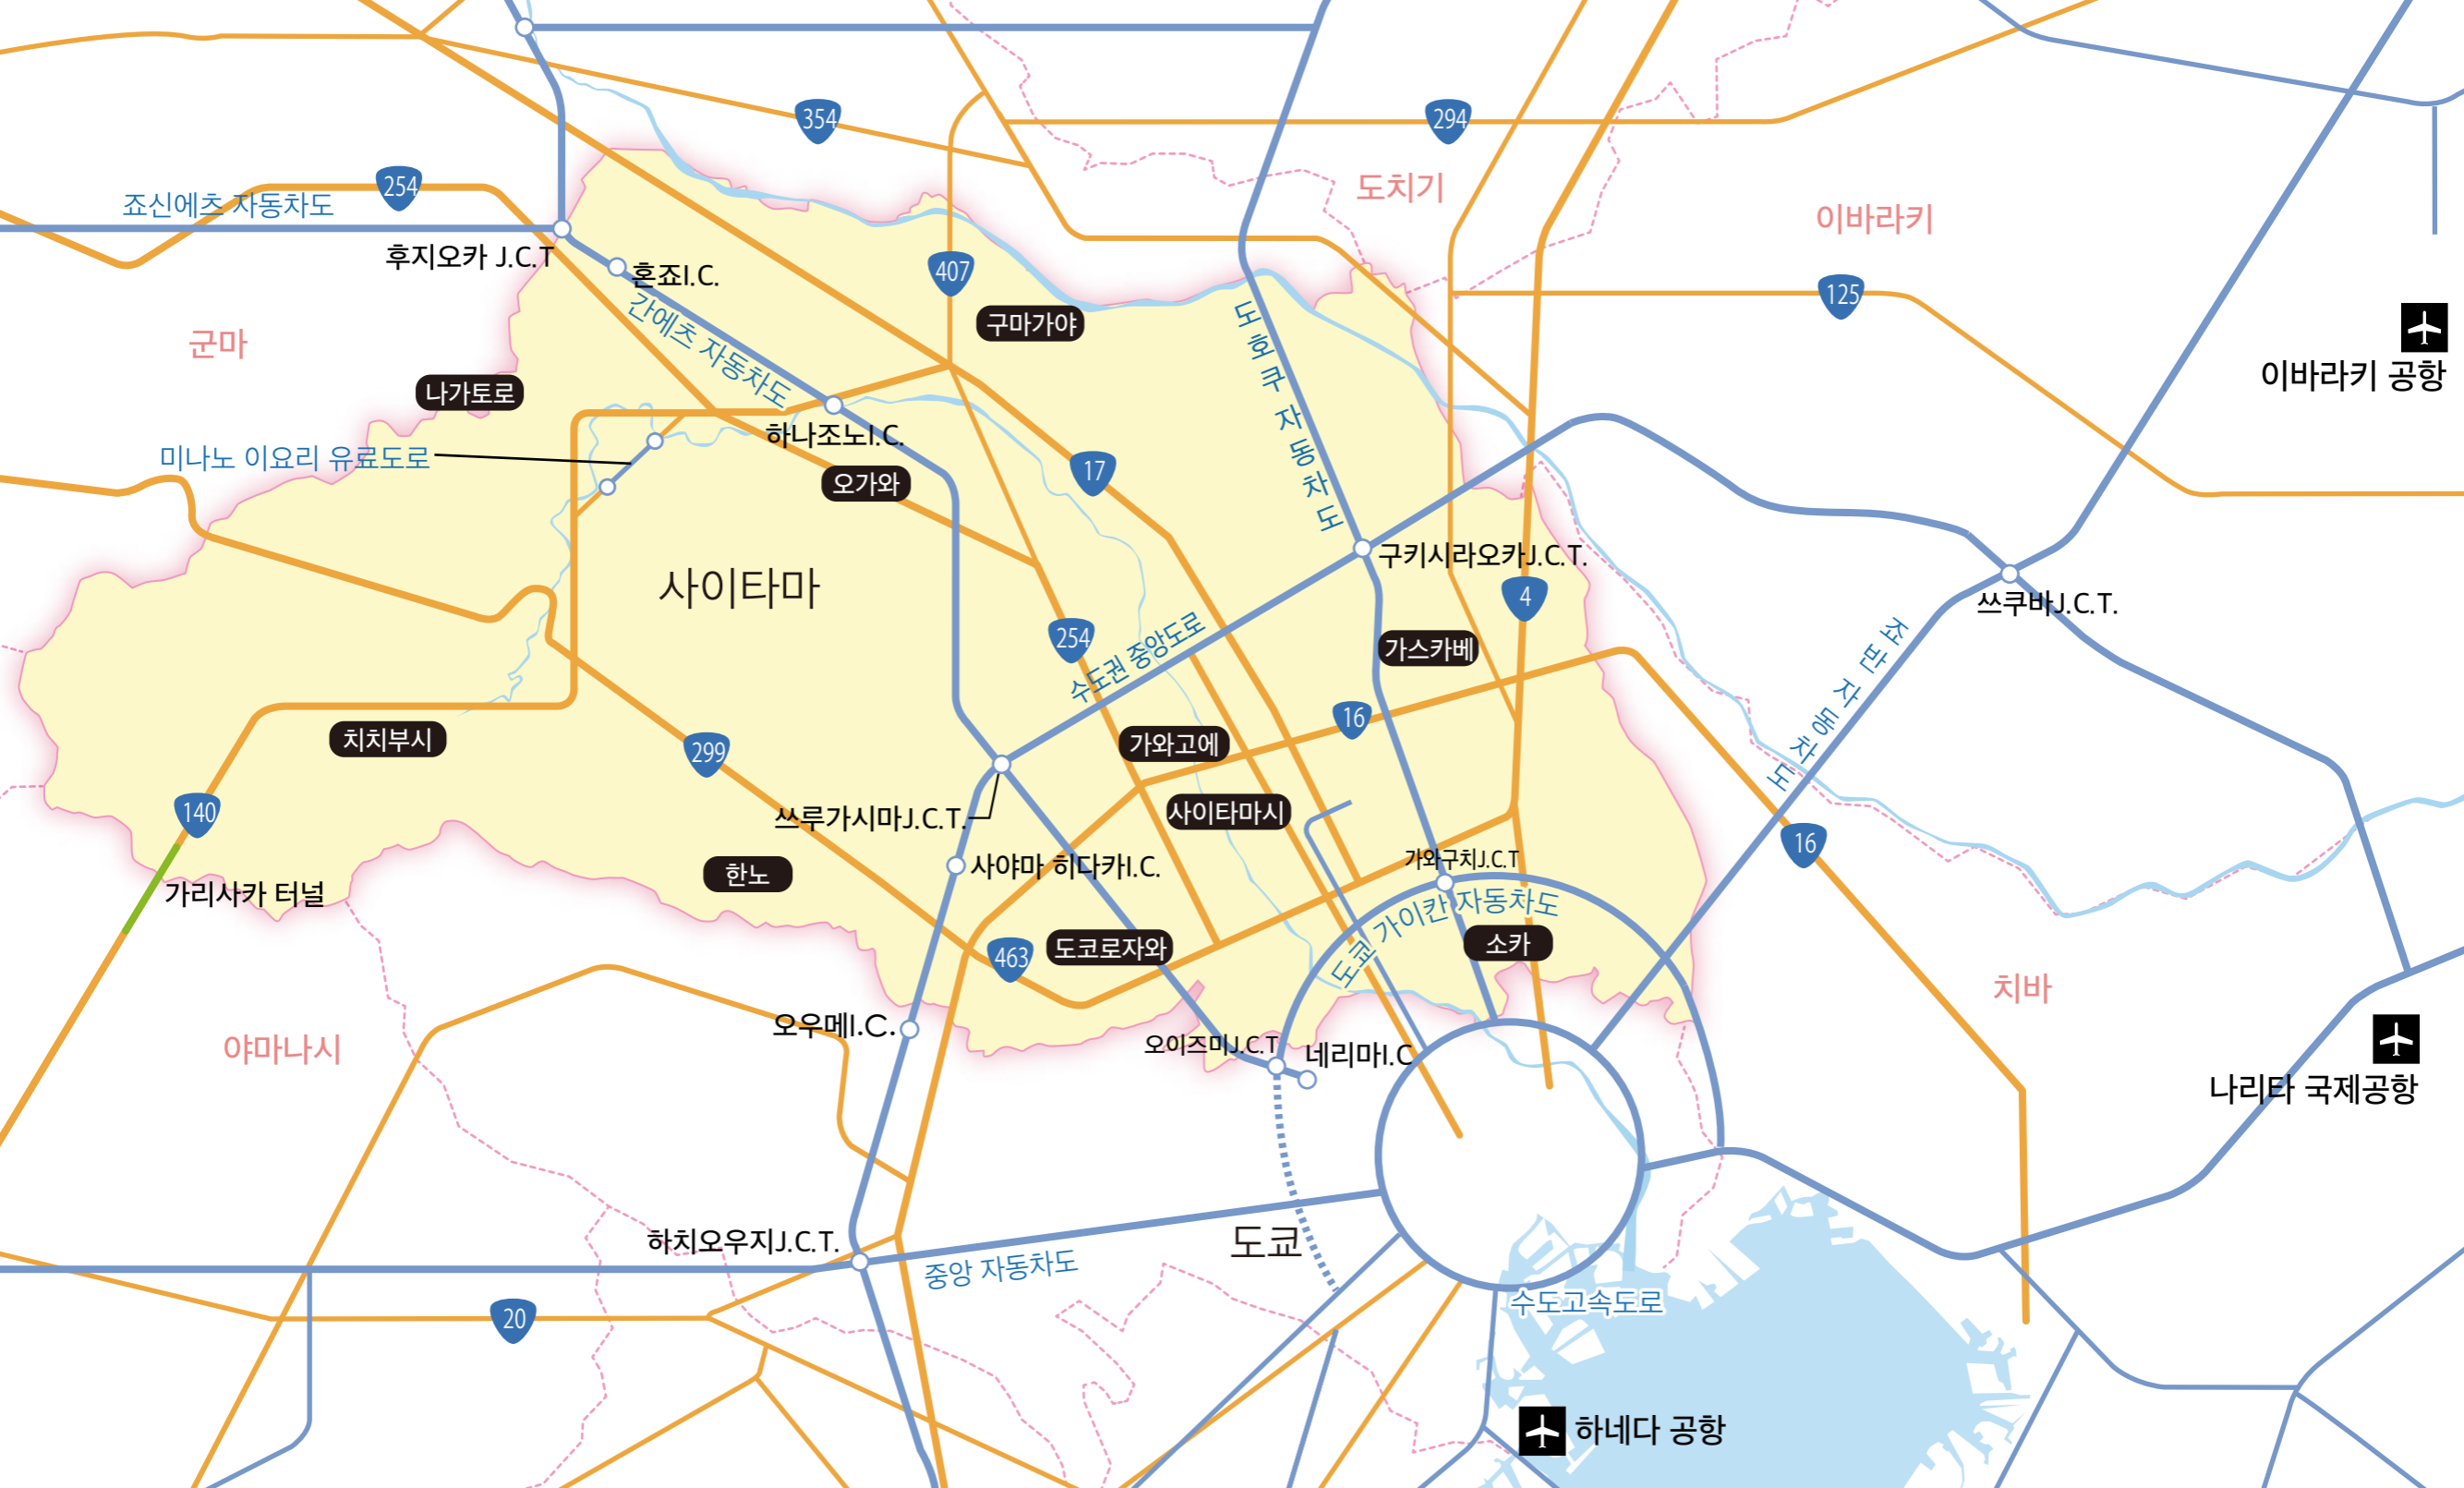 354
294
254
죠신에츠 자동차도
도치기
이바라키
후지오카 J.C.T
혼죠I.C.
407
125
간에츠 자동차도
구마가야
도호쿠 자동차도
군마
나가토로
이바라키 공항
미나노 이요리 유료도로
하나조노I.C.
오가와
17
사이타마
구키시라오카J.C.T.
4
쓰쿠바J.C.T.
254
수도권 중앙도로
가스카베
죠반 자동차도
치치부시
299
가와고에
16
140
쓰루가시마J.C.T.
사이타마시
16
가리사카 터널
한노
사야마 히다카I.C.
가와구치J.C.T
도쿄 가이칸 자동차도
463
도코로자와
소카
치바
야마나시
오우메I.C.
오이즈미J.C.T
네리마I.C
나리타 국제공항
하치오우지J.C.T.
도쿄
중앙 자동차도
20
수도고속도로
하네다 공항